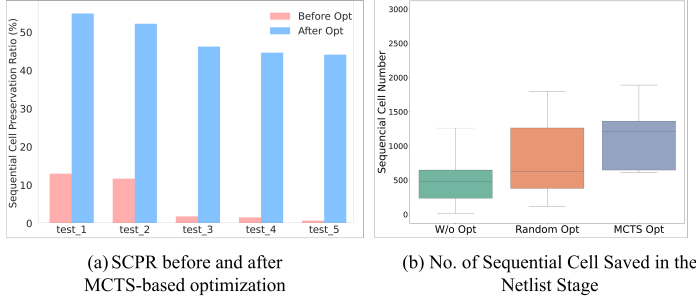 Sequential Cell Preservation Ratio (%)
50
40
30
20
10
0
Before Opt
After Opt
test_1 test_2 test_3 test_4 test_5
(a) SCPR before and after
MCTS-based optimization
Sequencial Cell Number
3000
2500
2000
1500
1000
500
0
W/o Opt Random Opt MCTS Opt
(b) No. of Sequential Cell Saved in the
Netlist Stage